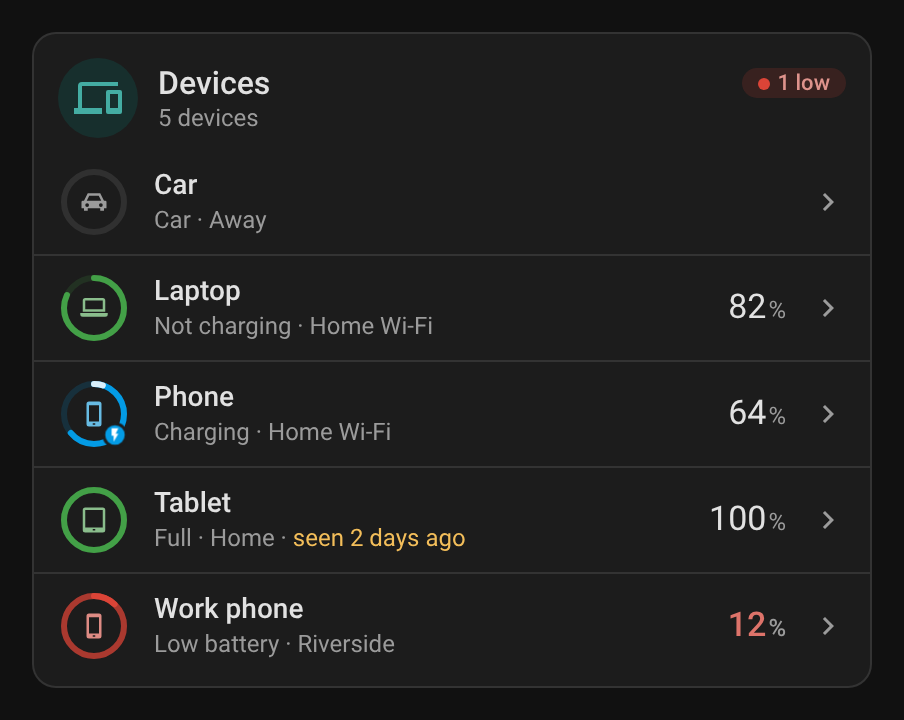 Devices
5 devices
1 low
Car
Car · Away
Laptop
Not charging · Home Wi-Fi
82%
Phone
Charging · Home Wi-Fi
64%
Tablet
Full · Home · seen 2 days ago
100%
Work phone
Low battery · Riverside
12%